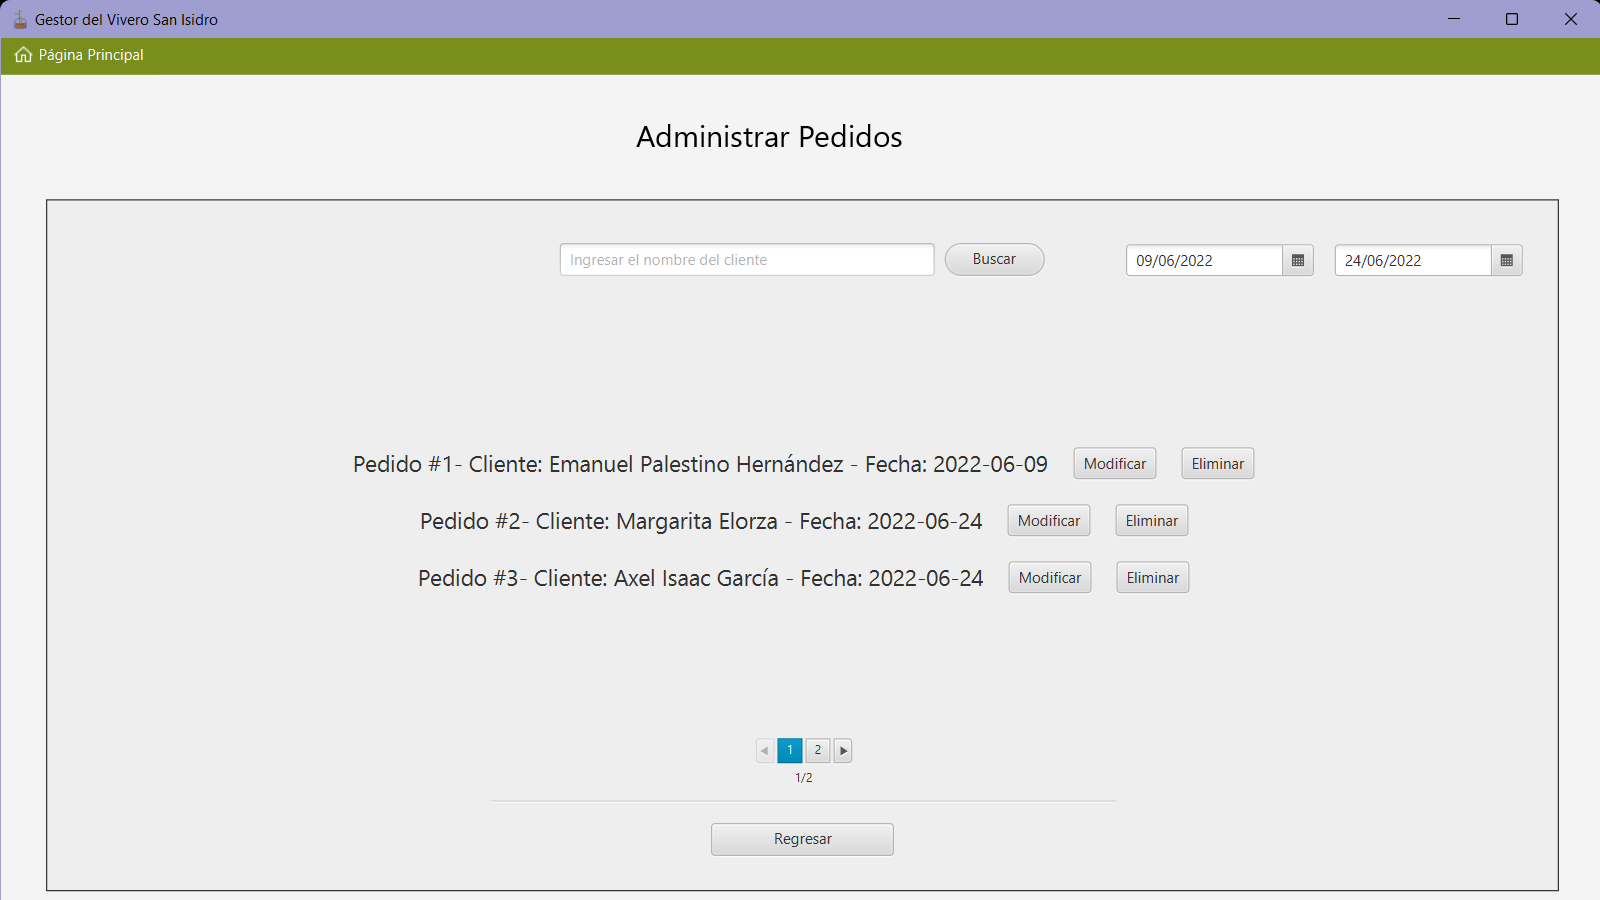 Gestor del Vivero San Isidro
Página Principal
Administrar Pedidos
Ingresar el nombre del cliente Buscar 09/06/2022 24/06/2022
Pedido #1- Cliente: Emanuel Palestino Hernández - Fecha: 2022-06-09 Modificar Eliminar
Pedido #2- Cliente: Margarita Elorza - Fecha: 2022-06-24 Modificar Eliminar
Pedido #3- Cliente: Axel Isaac García - Fecha: 2022-06-24 Modificar Eliminar
1 2
1/2
Regresar